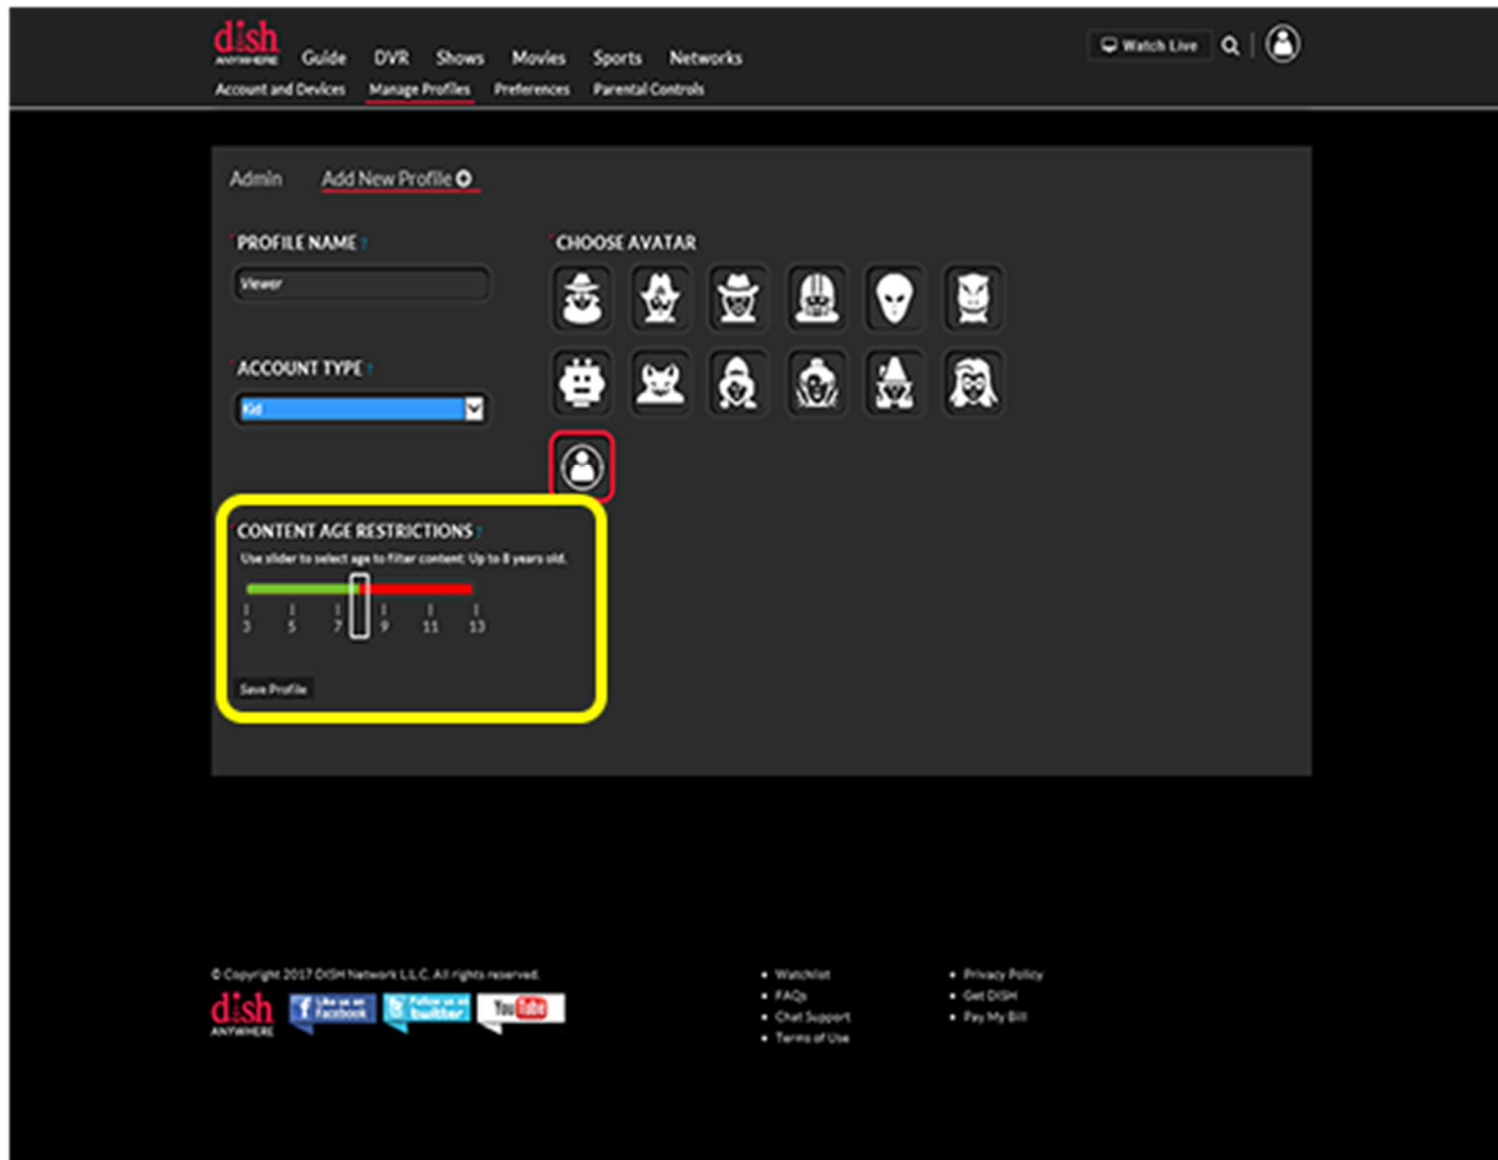 dish
ANYWHERE
Guide DVR Shows Movies Sports Networks
Watch Live
Account and Devices Manage Profiles Preferences Parental Controls
Admin Add New Profile
* PROFILE NAME ?
* CHOOSE AVATAR
Viewer
* ACCOUNT TYPE ?
Kid
* CONTENT AGE RESTRICTIONS ?
Use slider to select age to filter content: Up to 8 years old.
3 5 7 9 11 13
Save Profile
© Copyright 2017 DISH Network L.L.C. All rights reserved.
dish
ANYWHERE
Like us on Facebook
Follow us on twitter
YouTube
• Watchlist
• FAQs
• Chat Support
• Terms of Use
• Privacy Policy
• Get DISH
• Pay My Bill